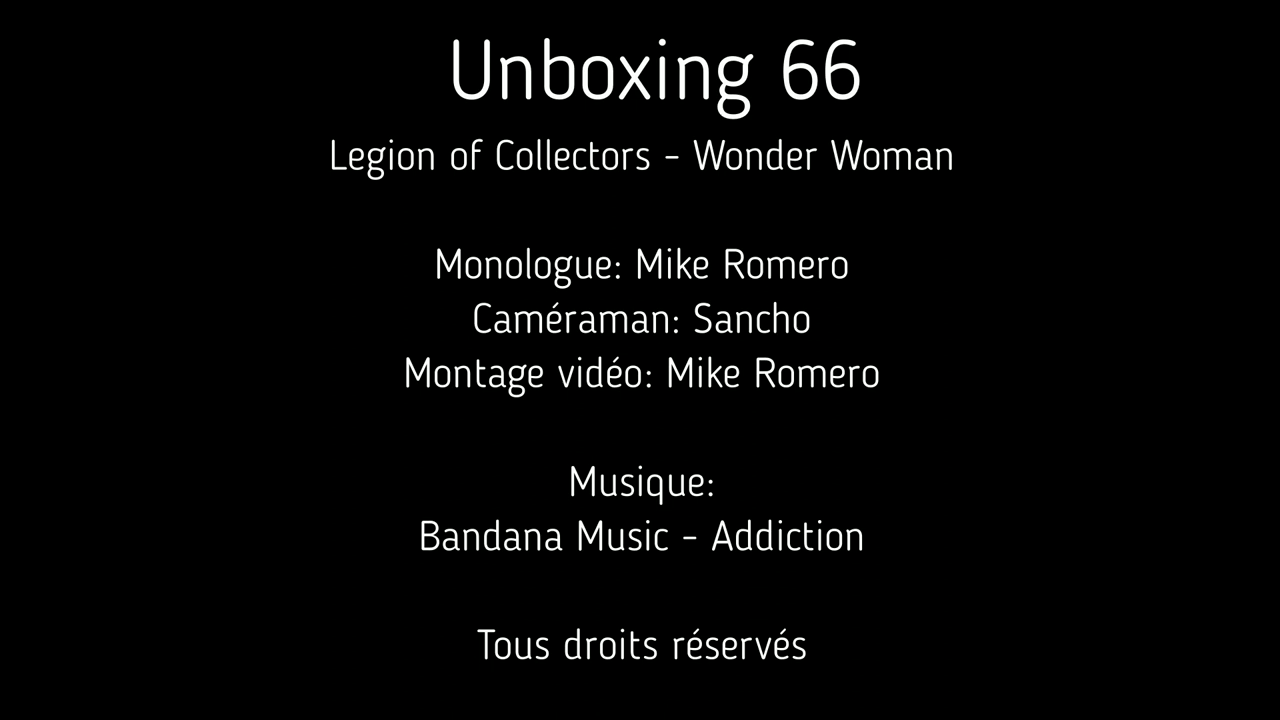 Unboxing 66
Legion of Collectors - Wonder Woman
Monologue: Mike Romero
Caméraman: Sancho
Montage vidéo: Mike Romero
Musique:
Bandana Music - Addiction
Tous droits réservés